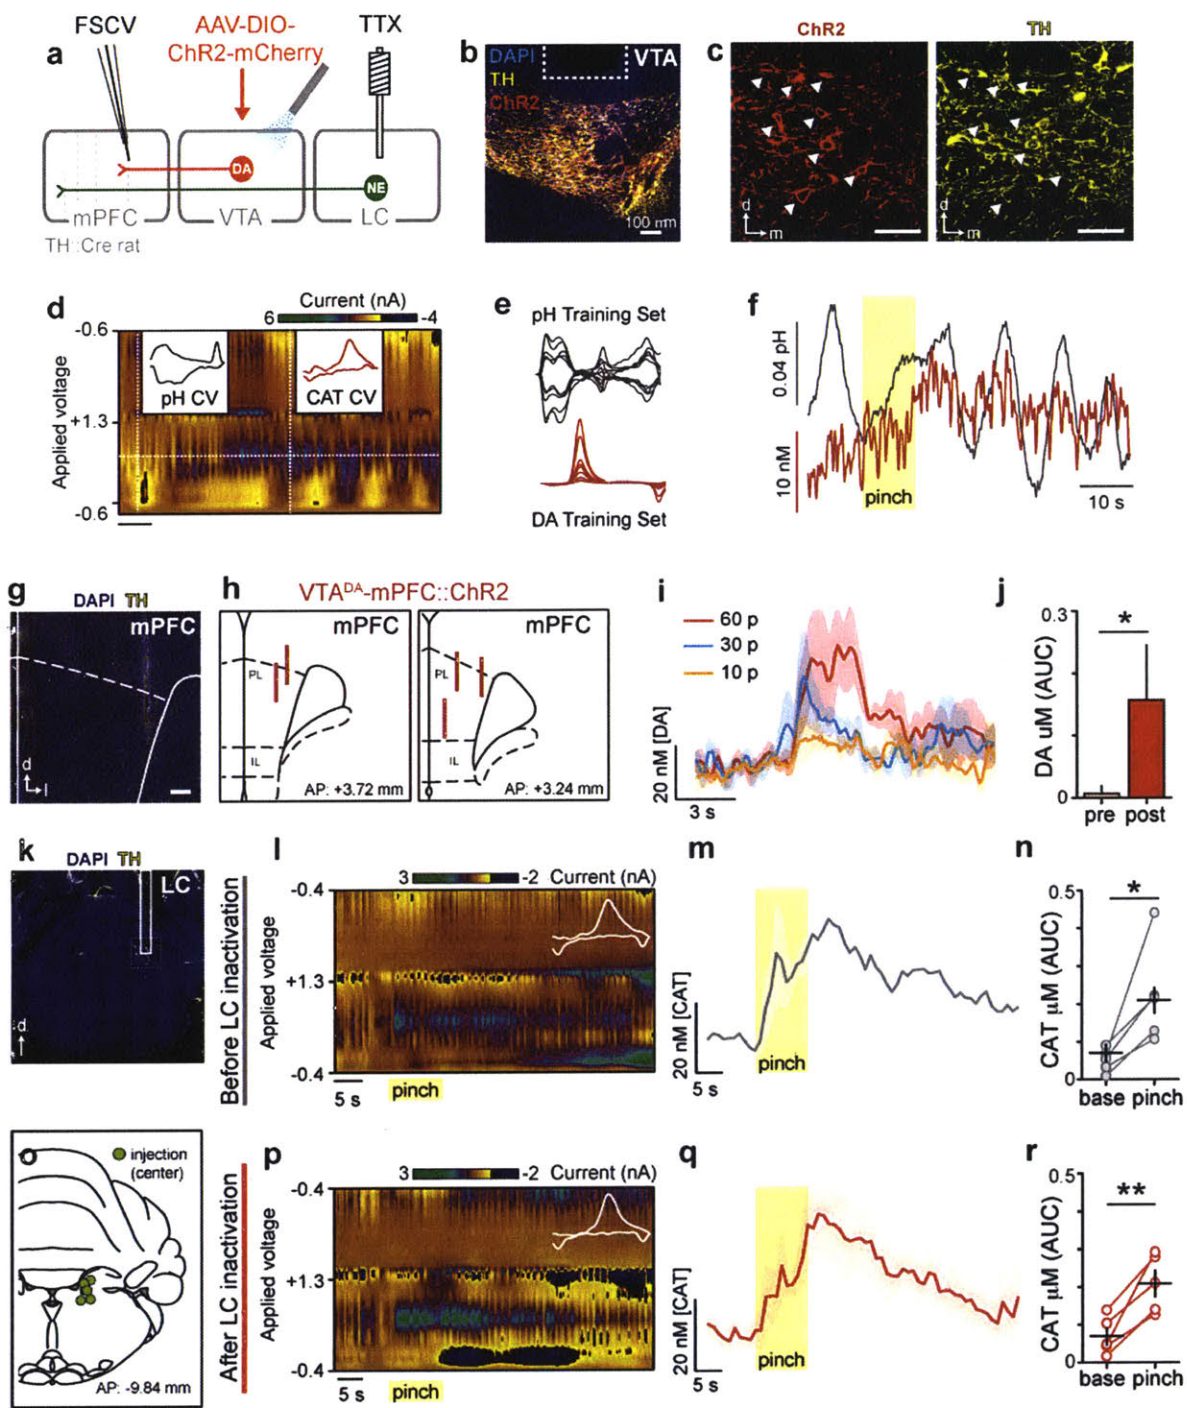 a
FSCV
AAV-DIO-
ChR2-mCherry
TTX
DA
NE
mPFC
VTA
LC
TH::Cre rat
b
DAPI
TH
ChR2
VTA
100 mm
c
ChR2
TH
d
m
d
m
d
Current (nA)
6
-4
-0.6
+1.3
-0.6
Applied voltage
pH CV
CAT CV
e
pH Training Set
DA Training Set
f
0.04 pH
10 nM
pinch
10 s
g
DAPI TH
mPFC
d
l
h
VTADA-mPFC::ChR2
mPFC
PL
IL
AP: +3.72 mm
mPFC
PL
IL
AP: +3.24 mm
i
60 p
30 p
10 p
20 nM [DA]
3 s
j
DA uM (AUC)
0.3
0
*
pre post
k
DAPI TH
LC
d
Before LC inactivation
l
3
-2 Current (nA)
-0.4
+1.3
-0.4
Applied voltage
5 s
pinch
m
20 nM [CAT]
5 s
pinch
n
CAT µM (AUC)
0.5
0
*
base pinch
o
injection
(center)
AP: -9.84 mm
After LC inactivation
p
3
-2 Current (nA)
-0.4
+1.3
-0.4
Applied voltage
5 s
pinch
q
20 nM [CAT]
5 s
pinch
r
CAT µM (AUC)
0.5
0
**
base pinch